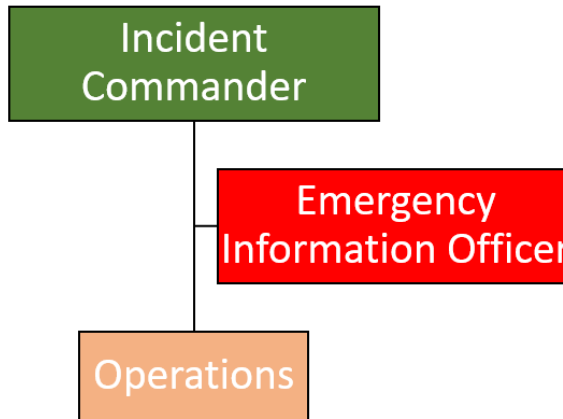 Incident
Commander
Emergency
Information Officer
Operations